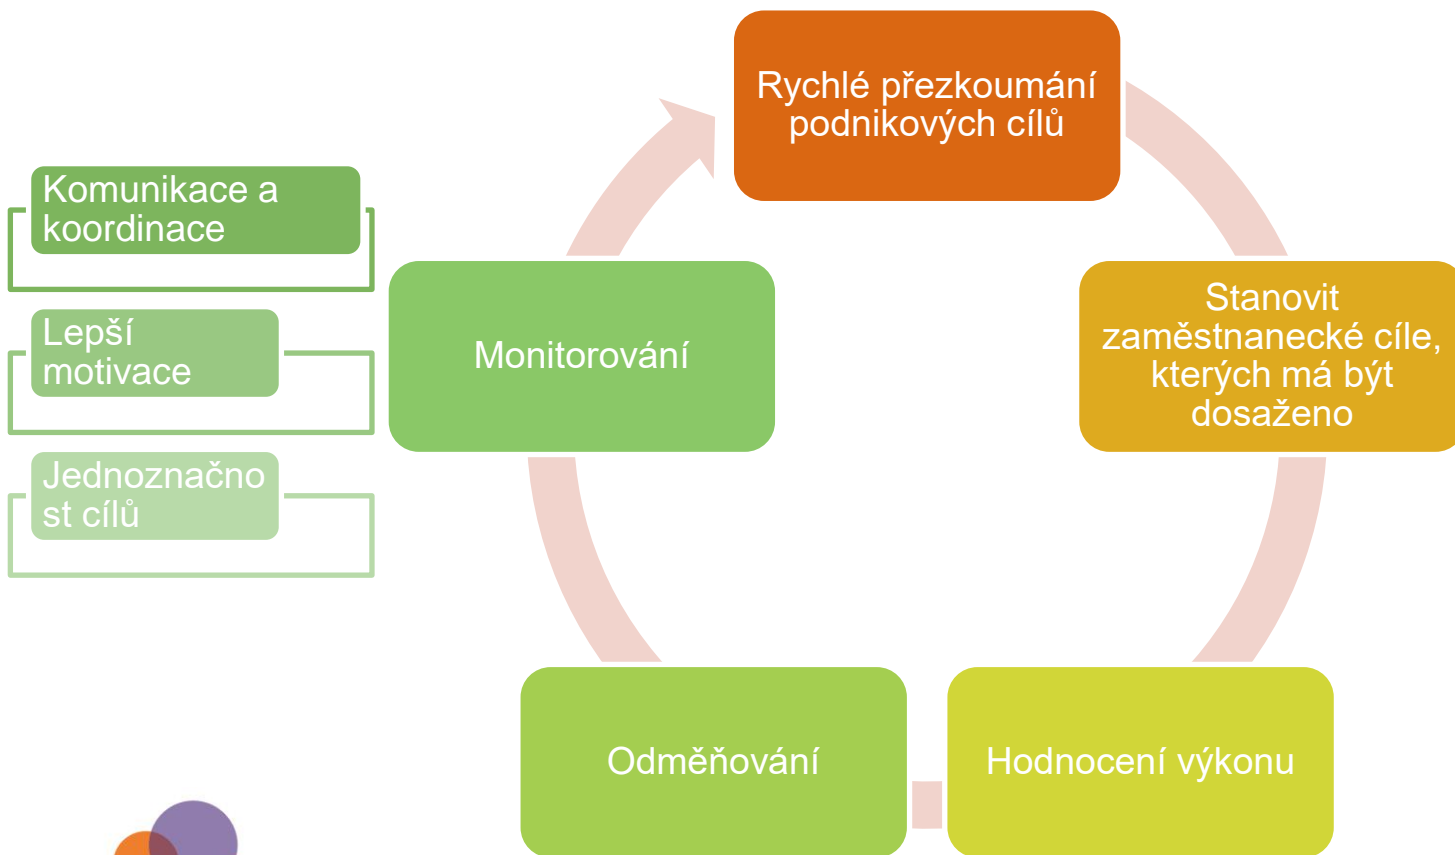 Rychlé přezkoumání
podnikových cílů
Stanovit
zaměstnanecké cíle,
kterých má být
dosaženo
Hodnocení výkonu
Odměňování
Monitorování
Komunikace a
koordinace
Lepší
motivace
Jednoznačno
st cílů